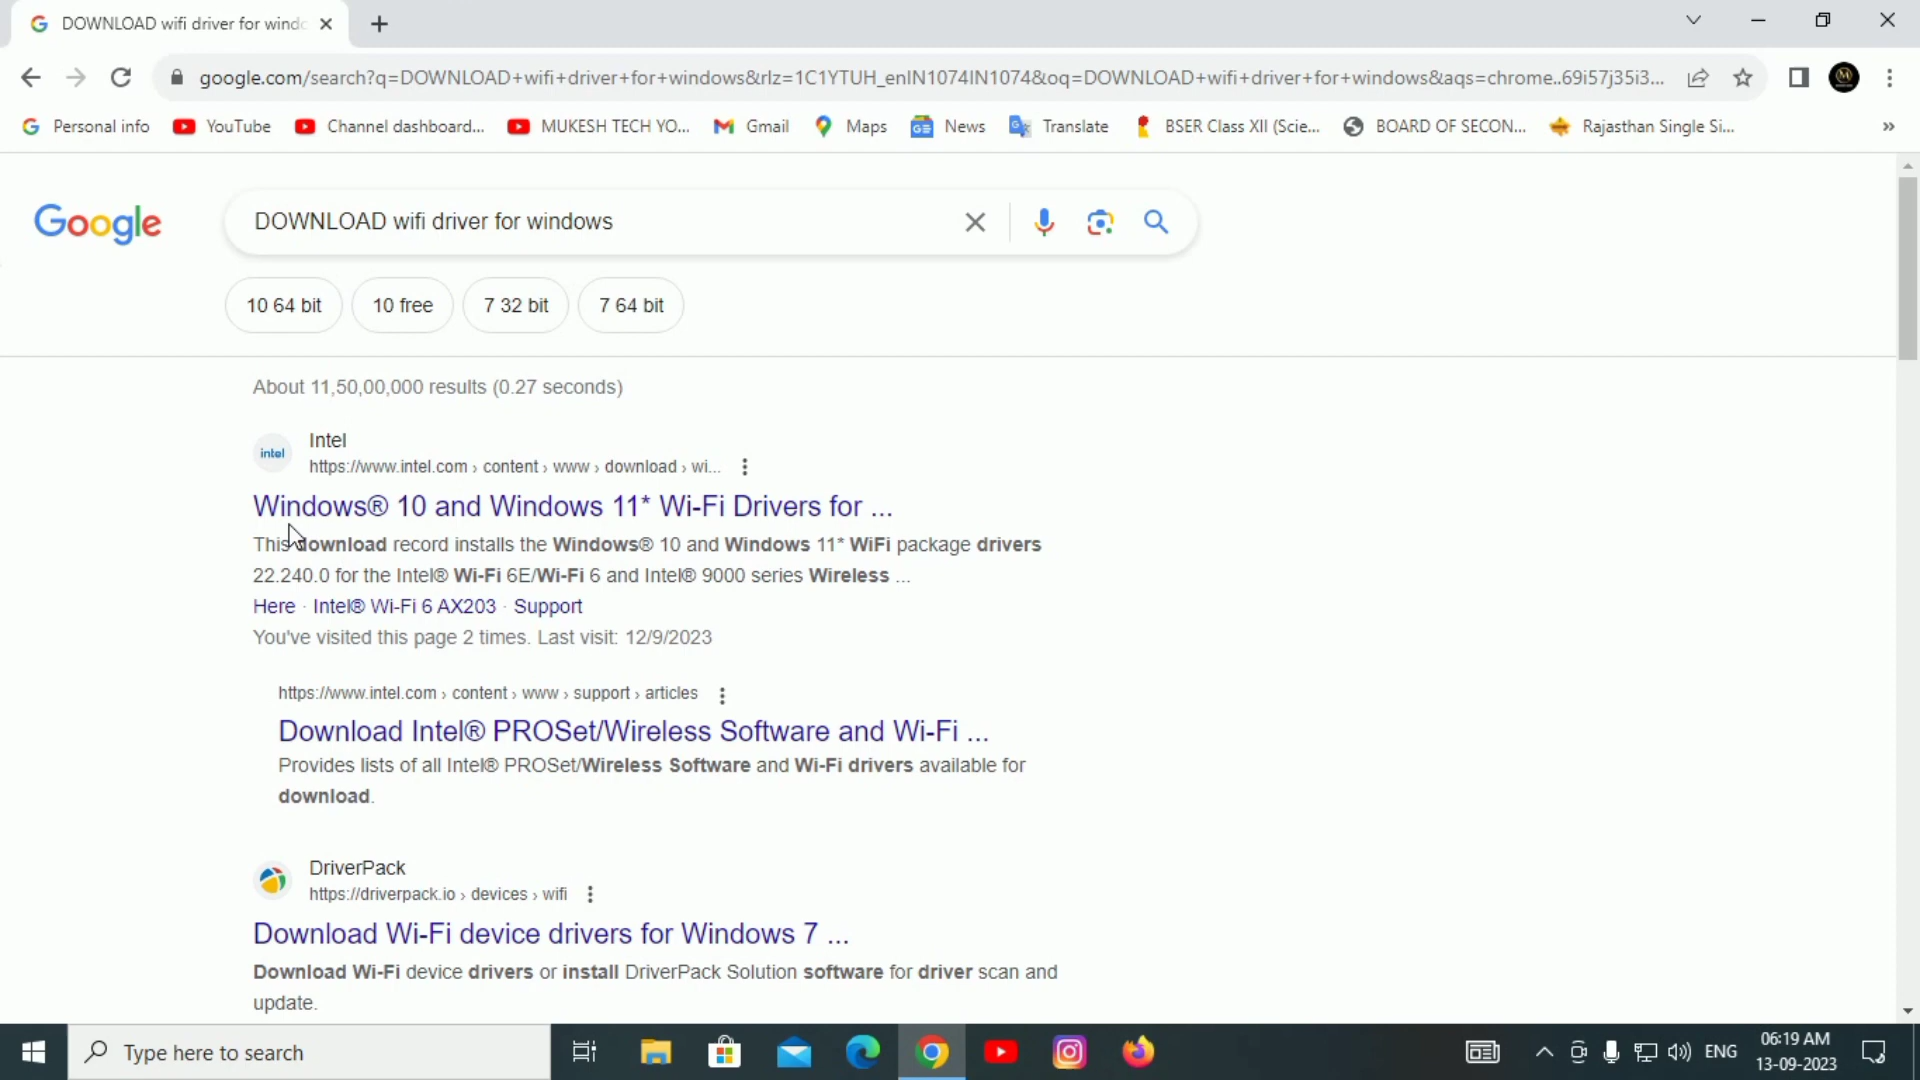 DOWNLOAD wifi driver for windo
google.com/search?q=DOWNLOAD+wifi+driver+for+windows&rlz=1C1YTUH_enIN1074IN1074&oq=DOWNLOAD+wifi+driver+for+windows&aqs=chrome..69i57j35i3...
Personal info YouTube Channel dashboard... MUKESH TECH YO... Gmail Maps News Translate BSER Class XII (Scie... BOARD OF SECON... Rajasthan Single Si... »
Google
DOWNLOAD wifi driver for windows
10 64 bit 10 free 7 32 bit 7 64 bit
About 11,50,00,000 results (0.27 seconds)
intel
Intel
https://www.intel.com › content › www › download › wi...
Windows® 10 and Windows 11* Wi-Fi Drivers for ...
This download record installs the Windows® 10 and Windows 11* WiFi package drivers
22.240.0 for the Intel® Wi-Fi 6E/Wi-Fi 6 and Intel® 9000 series Wireless ...
Here · Intel® Wi-Fi 6 AX203 · Support
You've visited this page 2 times. Last visit: 12/9/2023
https://www.intel.com › content › www › support › articles
Download Intel® PROSet/Wireless Software and Wi-Fi ...
Provides lists of all Intel® PROSet/Wireless Software and Wi-Fi drivers available for
download.
DriverPack
https://driverpack.io › devices › wifi
Download Wi-Fi device drivers for Windows 7 ...
Download Wi-Fi device drivers or install DriverPack Solution software for driver scan and
update.
Type here to search
ENG
06:19 AM
13-09-2023